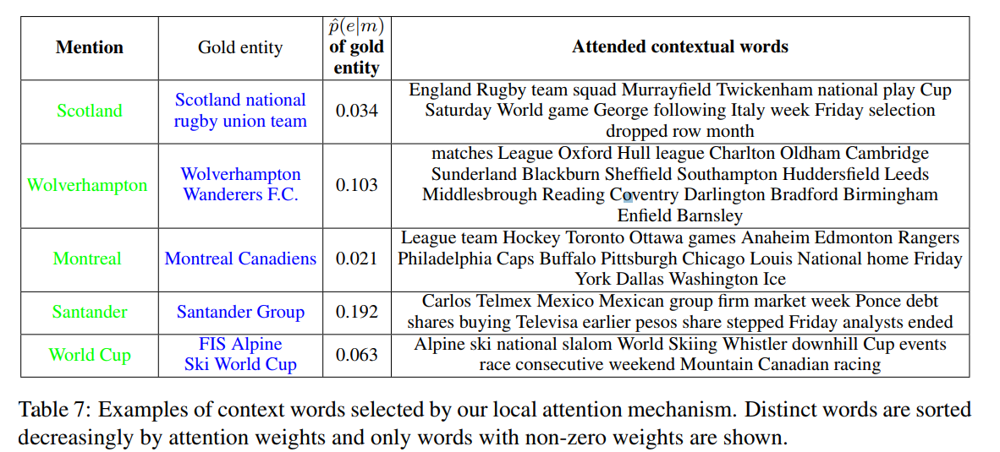 Mention
Gold entity
p̂(e|m)
of gold
entity
Attended contextual words
Scotland
Scotland national
rugby union team
0.034
England Rugby team squad Murrayfield Twickenham national play Cup
Saturday World game George following Italy week Friday selection
dropped row month
Wolverhampton
Wolverhampton
Wanderers F.C.
0.103
matches League Oxford Hull league Charlton Oldham Cambridge
Sunderland Blackburn Sheffield Southampton Huddersfield Leeds
Middlesbrough Reading Coventry Darlington Bradford Birmingham
Enfield Barnsley
Montreal
Montreal Canadiens
0.021
League team Hockey Toronto Ottawa games Anaheim Edmonton Rangers
Philadelphia Caps Buffalo Pittsburgh Chicago Louis National home Friday
York Dallas Washington Ice
Santander
Santander Group
0.192
Carlos Telmex Mexico Mexican group firm market week Ponce debt
shares buying Televisa earlier pesos share stepped Friday analysts ended
World Cup
FIS Alpine
Ski World Cup
0.063
Alpine ski national slalom World Skiing Whistler downhill Cup events
race consecutive weekend Mountain Canadian racing
Table 7: Examples of context words selected by our local attention mechanism. Distinct words are sorted
decreasingly by attention weights and only words with non-zero weights are shown.